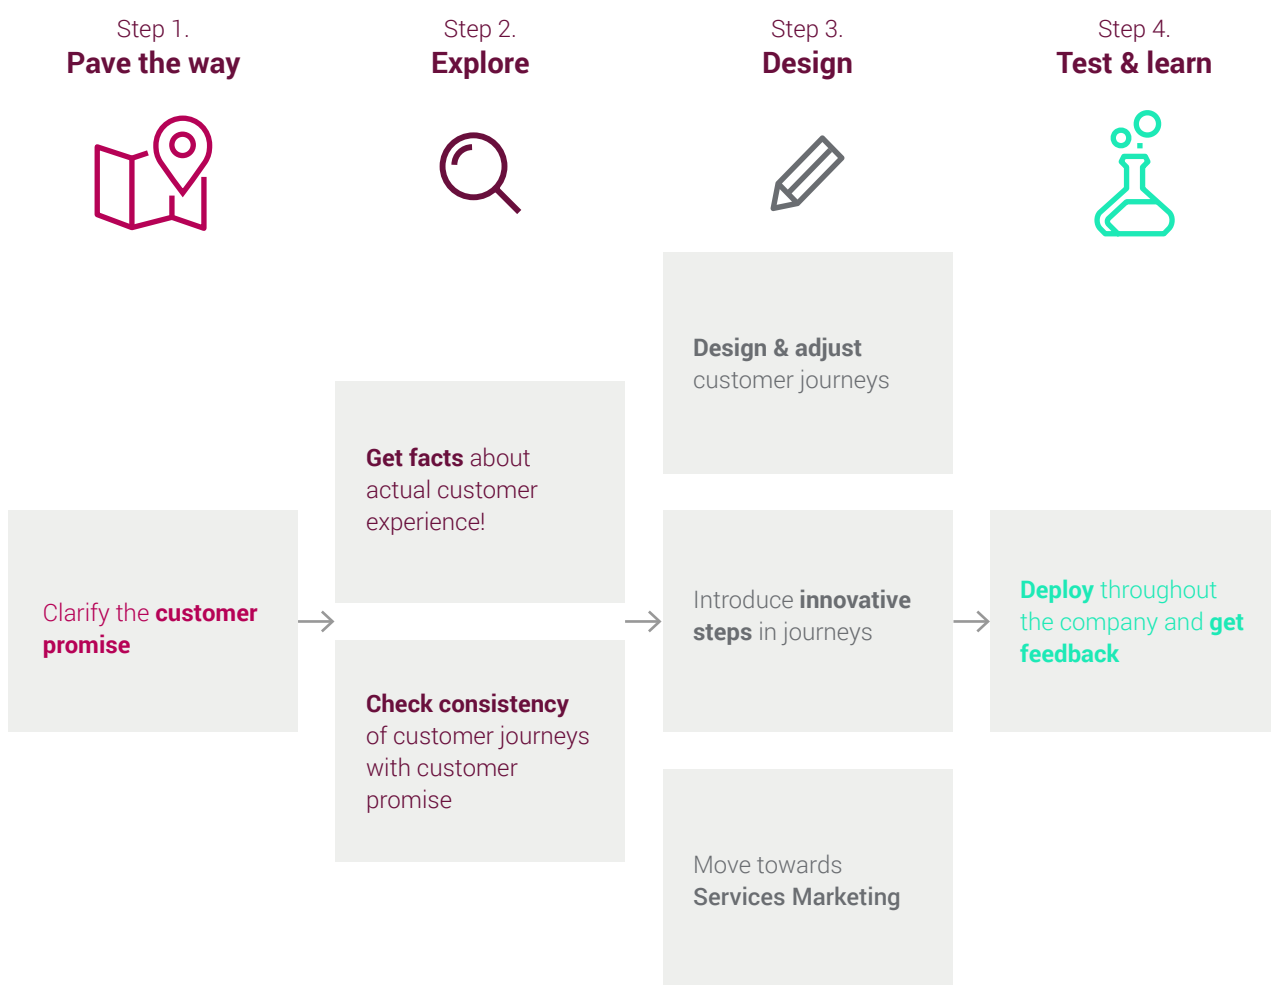 Step 1.
Pave the way
Step 2.
Explore
Step 3.
Design
Step 4.
Test & learn
Clarify the customer
promise
Get facts about
actual customer
experience!
Check consistency
of customer journeys
with customer
promise
Design & adjust
customer journeys
Introduce innovative
steps in journeys
Move towards
Services Marketing
Deploy throughout
the company and get
feedback